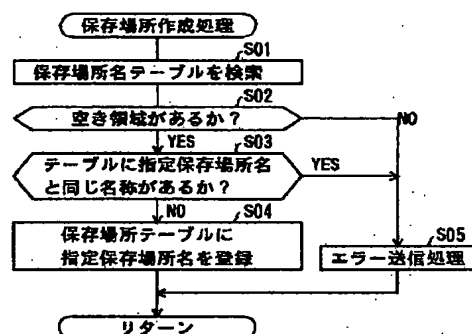 保存場所作成処理
S01
保存場所名テーブルを検索
S02
空き領域があるか？
NO
YES
S03
テーブルに指定保存場所名
と同じ名称があるか？
YES
NO
S04
保存場所テーブルに
指定保存場所名を登録
S05
エラー送信処理
リターン